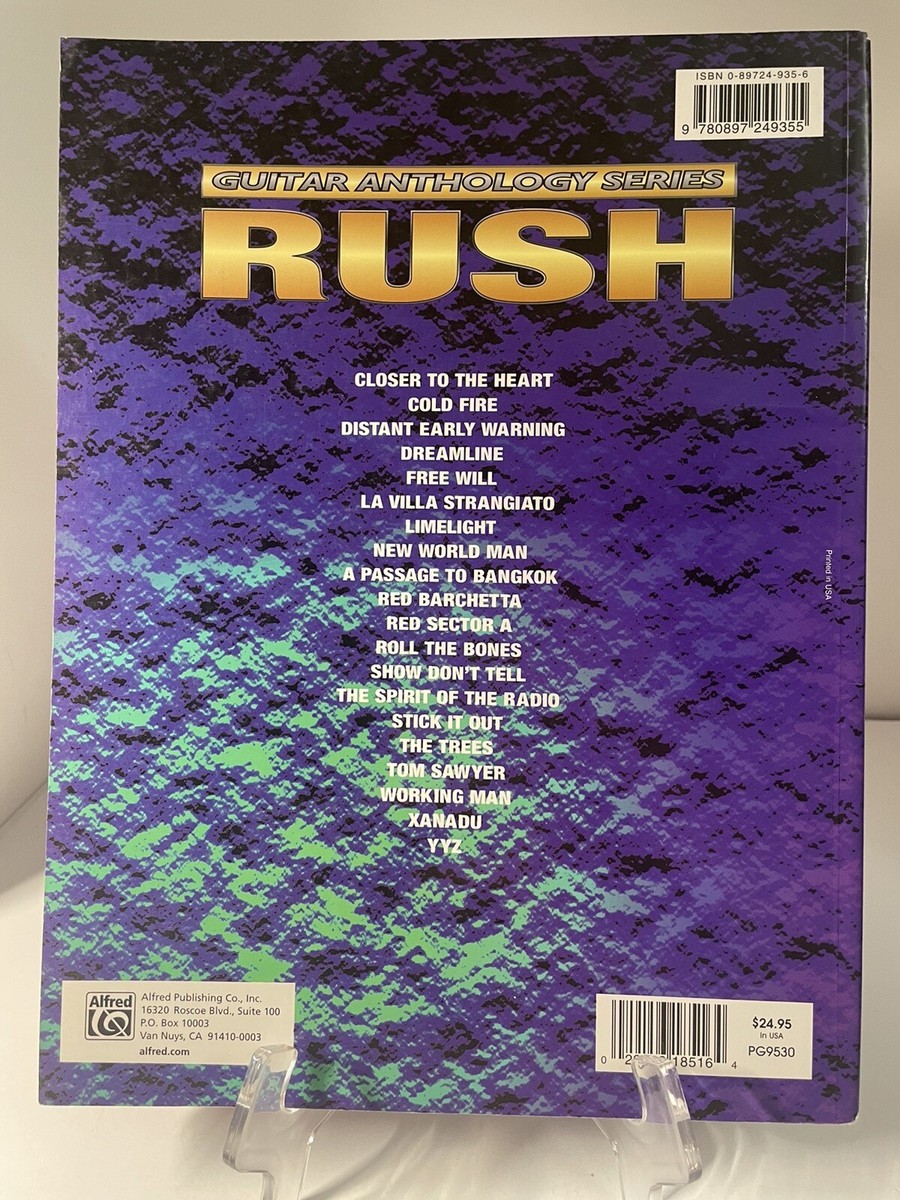 ISBN 0-89724-935-6
9 780897 249355
GUITAR ANTHOLOGY SERIES
RUSH
CLOSER TO THE HEART
COLD FIRE
DISTANT EARLY WARNING
DREAMLINE
FREE WILL
LA VILLA STRANGIATO
LIMELIGHT
NEW WORLD MAN
A PASSAGE TO BANGKOK
RED BARCHETTA
RED SECTOR A
ROLL THE BONES
SHOW DON'T TELL
THE SPIRIT OF THE RADIO
STICK IT OUT
THE TREES
TOM SAWYER
WORKING MAN
XANADU
YYZ
Printed in USA
Alfred
Alfred Publishing Co., Inc.
16320 Roscoe Blvd., Suite 100
P.O. Box 10003
Van Nuys, CA 91410-0003
alfred.com
$24.95
in USA
PG9530
0 18516 4